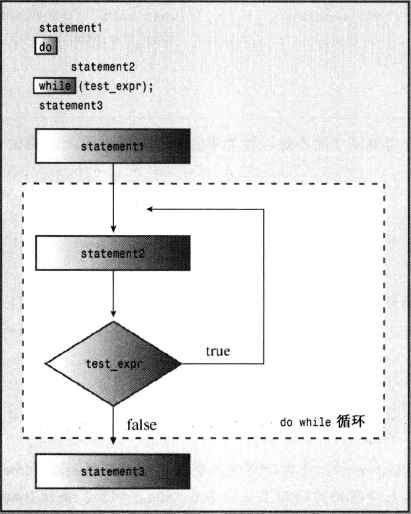 statement1
do
statement2
while (test_expr);
statement3
statement1
statement2
test_expr
true
false
do while 循环
statement3